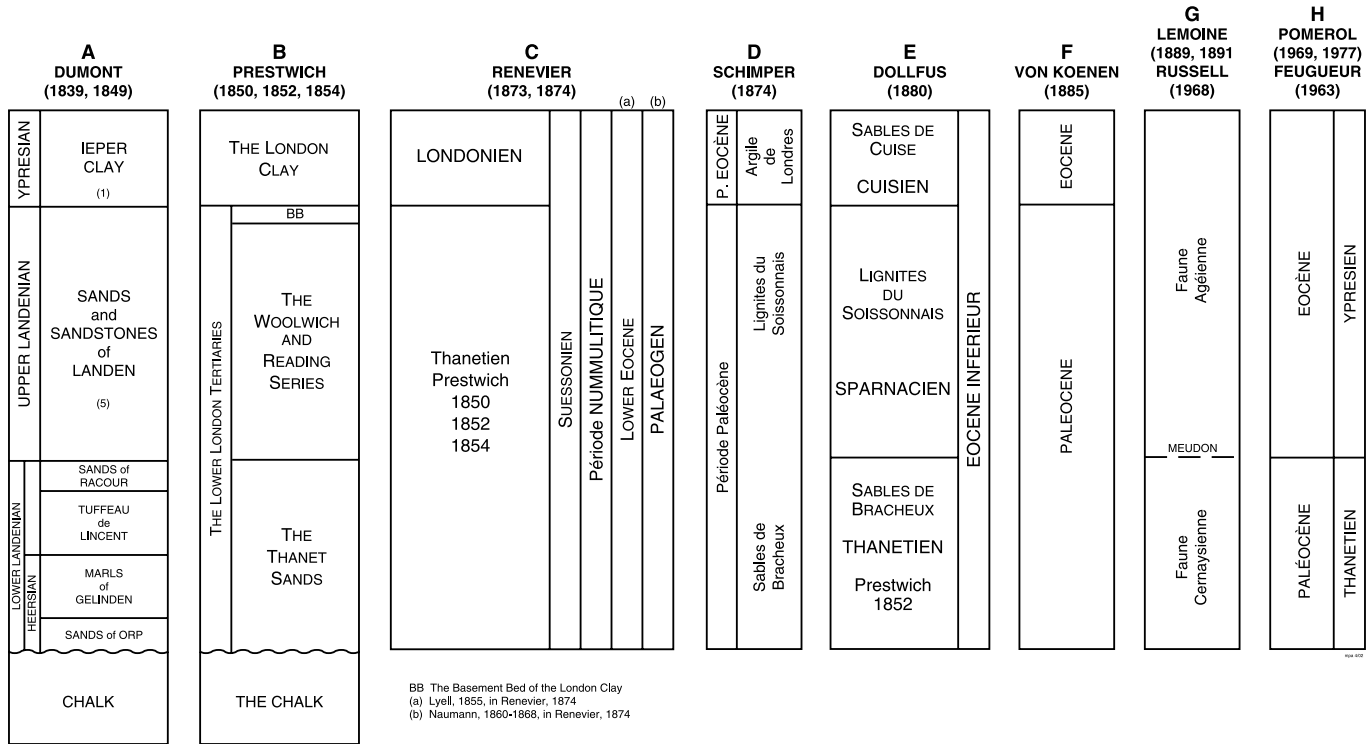 A
DUMONT
(1839, 1849)
YPRESIAN
IEPER
CLAY
(1)
UPPER LANDENIAN
SANDS
and
SANDSTONES
of
LANDEN
(5)
LOWER LANDENIAN
HEERSIAN
SANDS of
RACOUR
TUFFEAU
de
LINCENT
MARLS
of
GELINDEN
SANDS of ORP
CHALK
B
PRESTWICH
(1850, 1852, 1854)
THE LONDON
CLAY
THE LOWER LONDON TERTIARIES
BB
THE
WOOLWICH
AND
READING
SERIES
THE
THANET
SANDS
THE CHALK
C
RENEVIER
(1873, 1874)
(a)
(b)
LONDONIEN
Thanetien
Prestwich
1850
1852
1854
SUESSONIEN
Période NUMMULITIQUE
LOWER EOCENE
PALAEOGEN
BB The Basement Bed of the London Clay
(a) Lyell, 1855, in Renevier, 1874
(b) Naumann, 1860-1868, in Renevier, 1874
D
SCHIMPER
(1874)
P. EOCÈNE
Argile
de
Londres
Période Paléocène
Lignites du
Soissonnais
Sables de
Bracheux
E
DOLLFUS
(1880)
SABLES DE
CUISE
CUISIEN
LIGNITES
DU
SOISSONNAIS
SPARNACIEN
SABLES DE
BRACHEUX
THANETIEN
Prestwich
1852
EOCENE INFERIEUR
F
VON KOENEN
(1885)
EOCENE
PALEOCENE
G
LEMOINE
(1889, 1891
RUSSELL
(1968)
Faune
Agéienne
MEUDON
Faune
Cernaysienne
H
POMEROL
(1969, 1977)
FEUGUEUR
(1963)
EOCÈNE
YPRESIEN
PALÉOCÈNE
THANETIEN